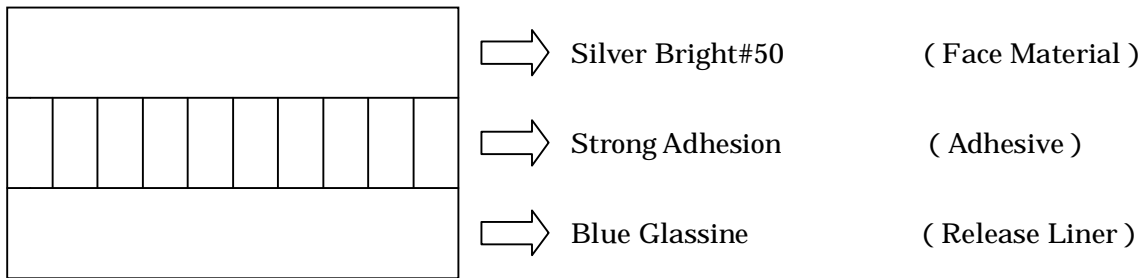 Silver Bright#50 ( Face Material )
Strong Adhesion ( Adhesive )
Blue Glassine ( Release Liner )